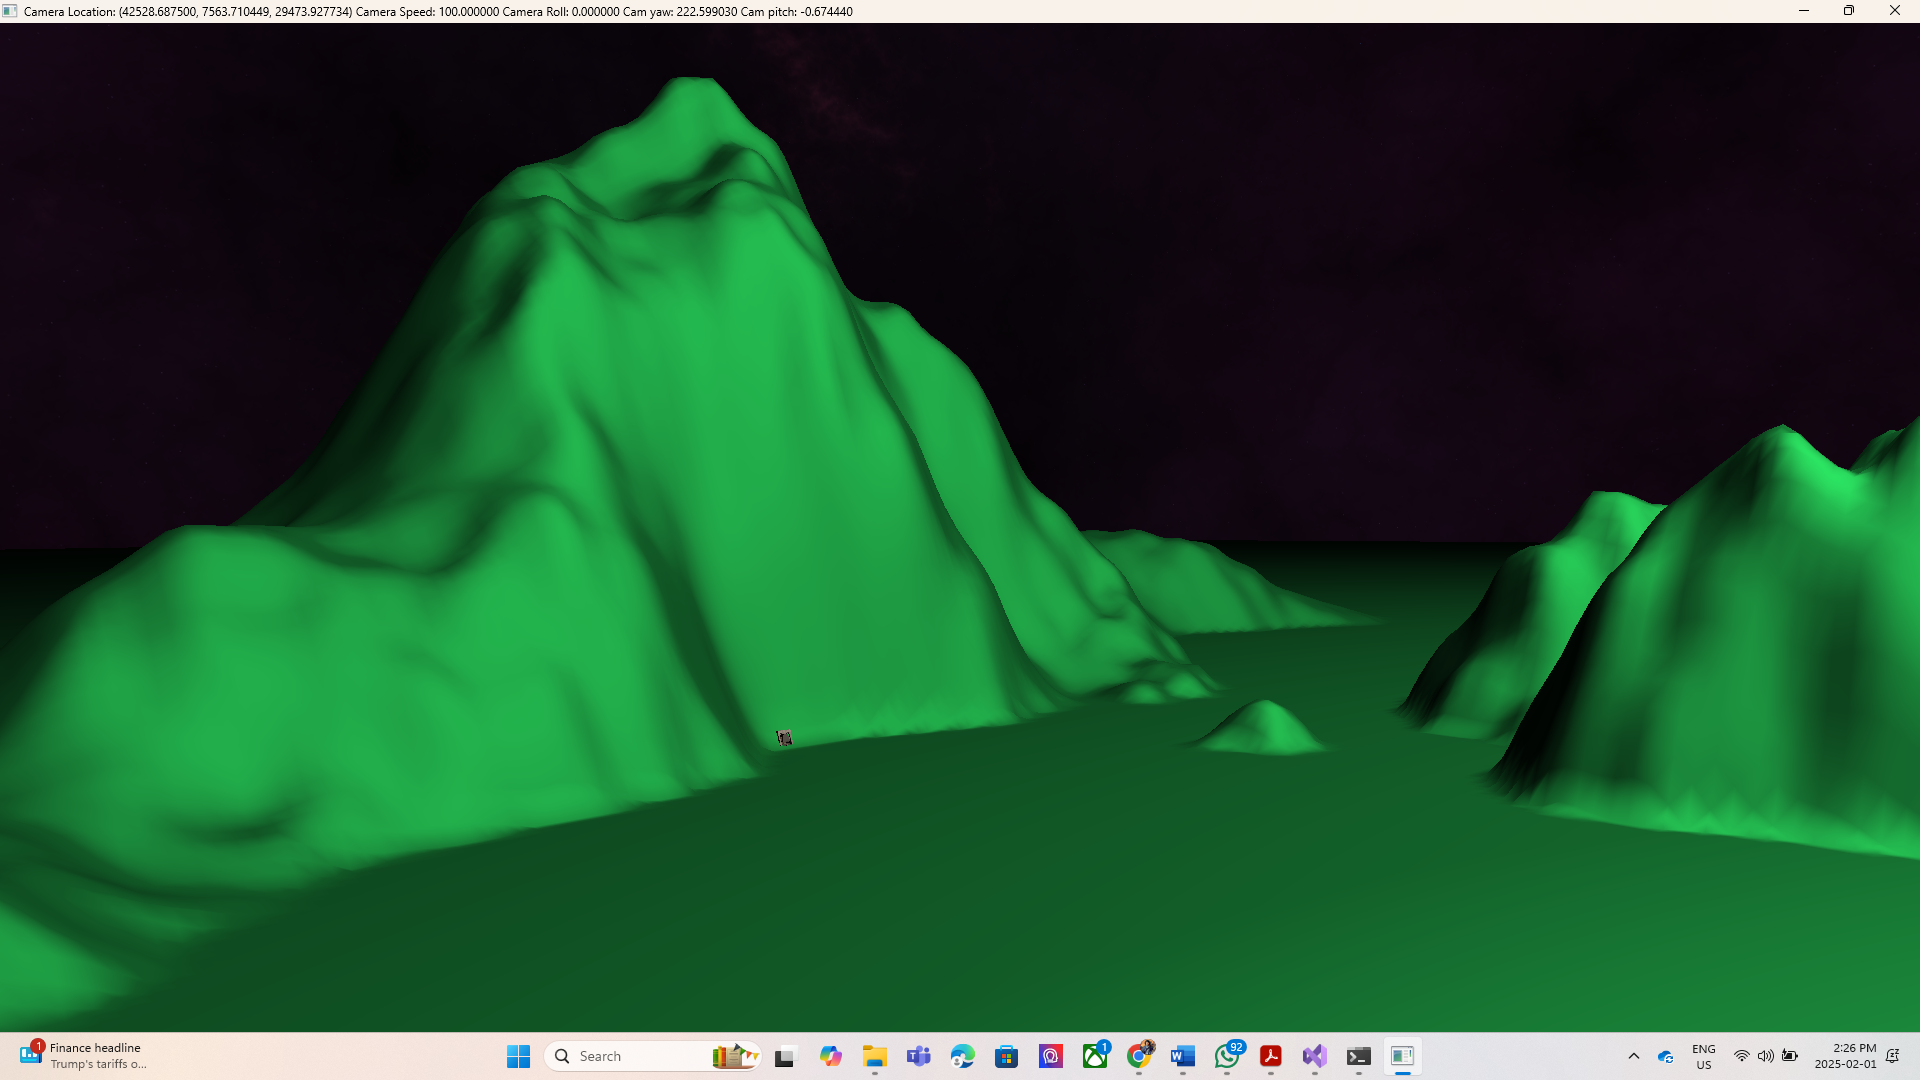 Camera Location: (42528.687500, 7563.710449, 29473.927734) Camera Speed: 100.000000 Camera Roll: 0.000000 Cam yaw: 222.599030 Cam pitch: -0.674440
1
Finance headline
Trump's tariffs o...
Search
1
92
ENG
US
2:26 PM
2025-02-01